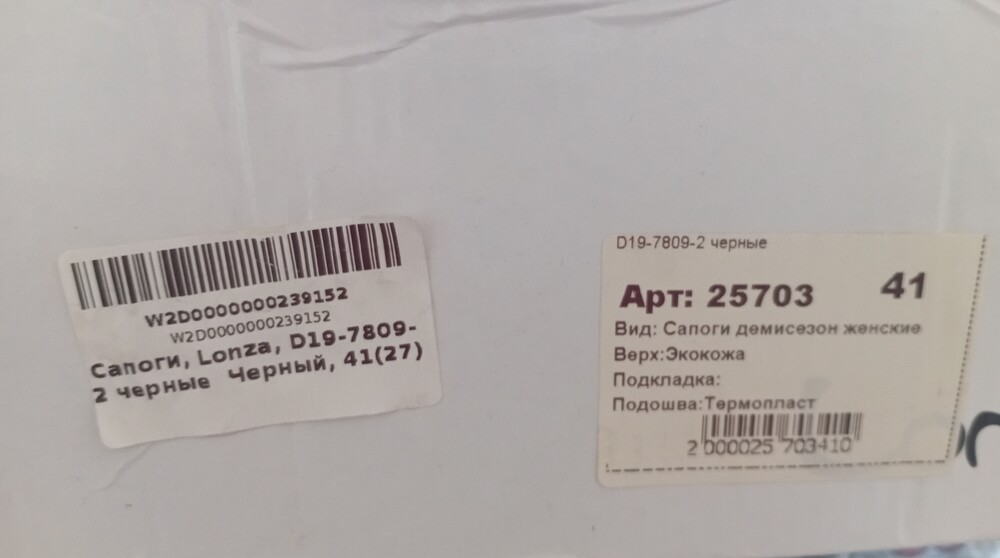 W2D0000000239152
W2D0000000239152
Сапоги, Lonza, D19-7809-
2 черные Черный, 41(27)
D19-7809-2 черные
Арт: 25703 41
Вид: Сапоги демисезон женские
Верх:Экокожа
Подкладка:
Подошва:Термопласт
2 000025 703410